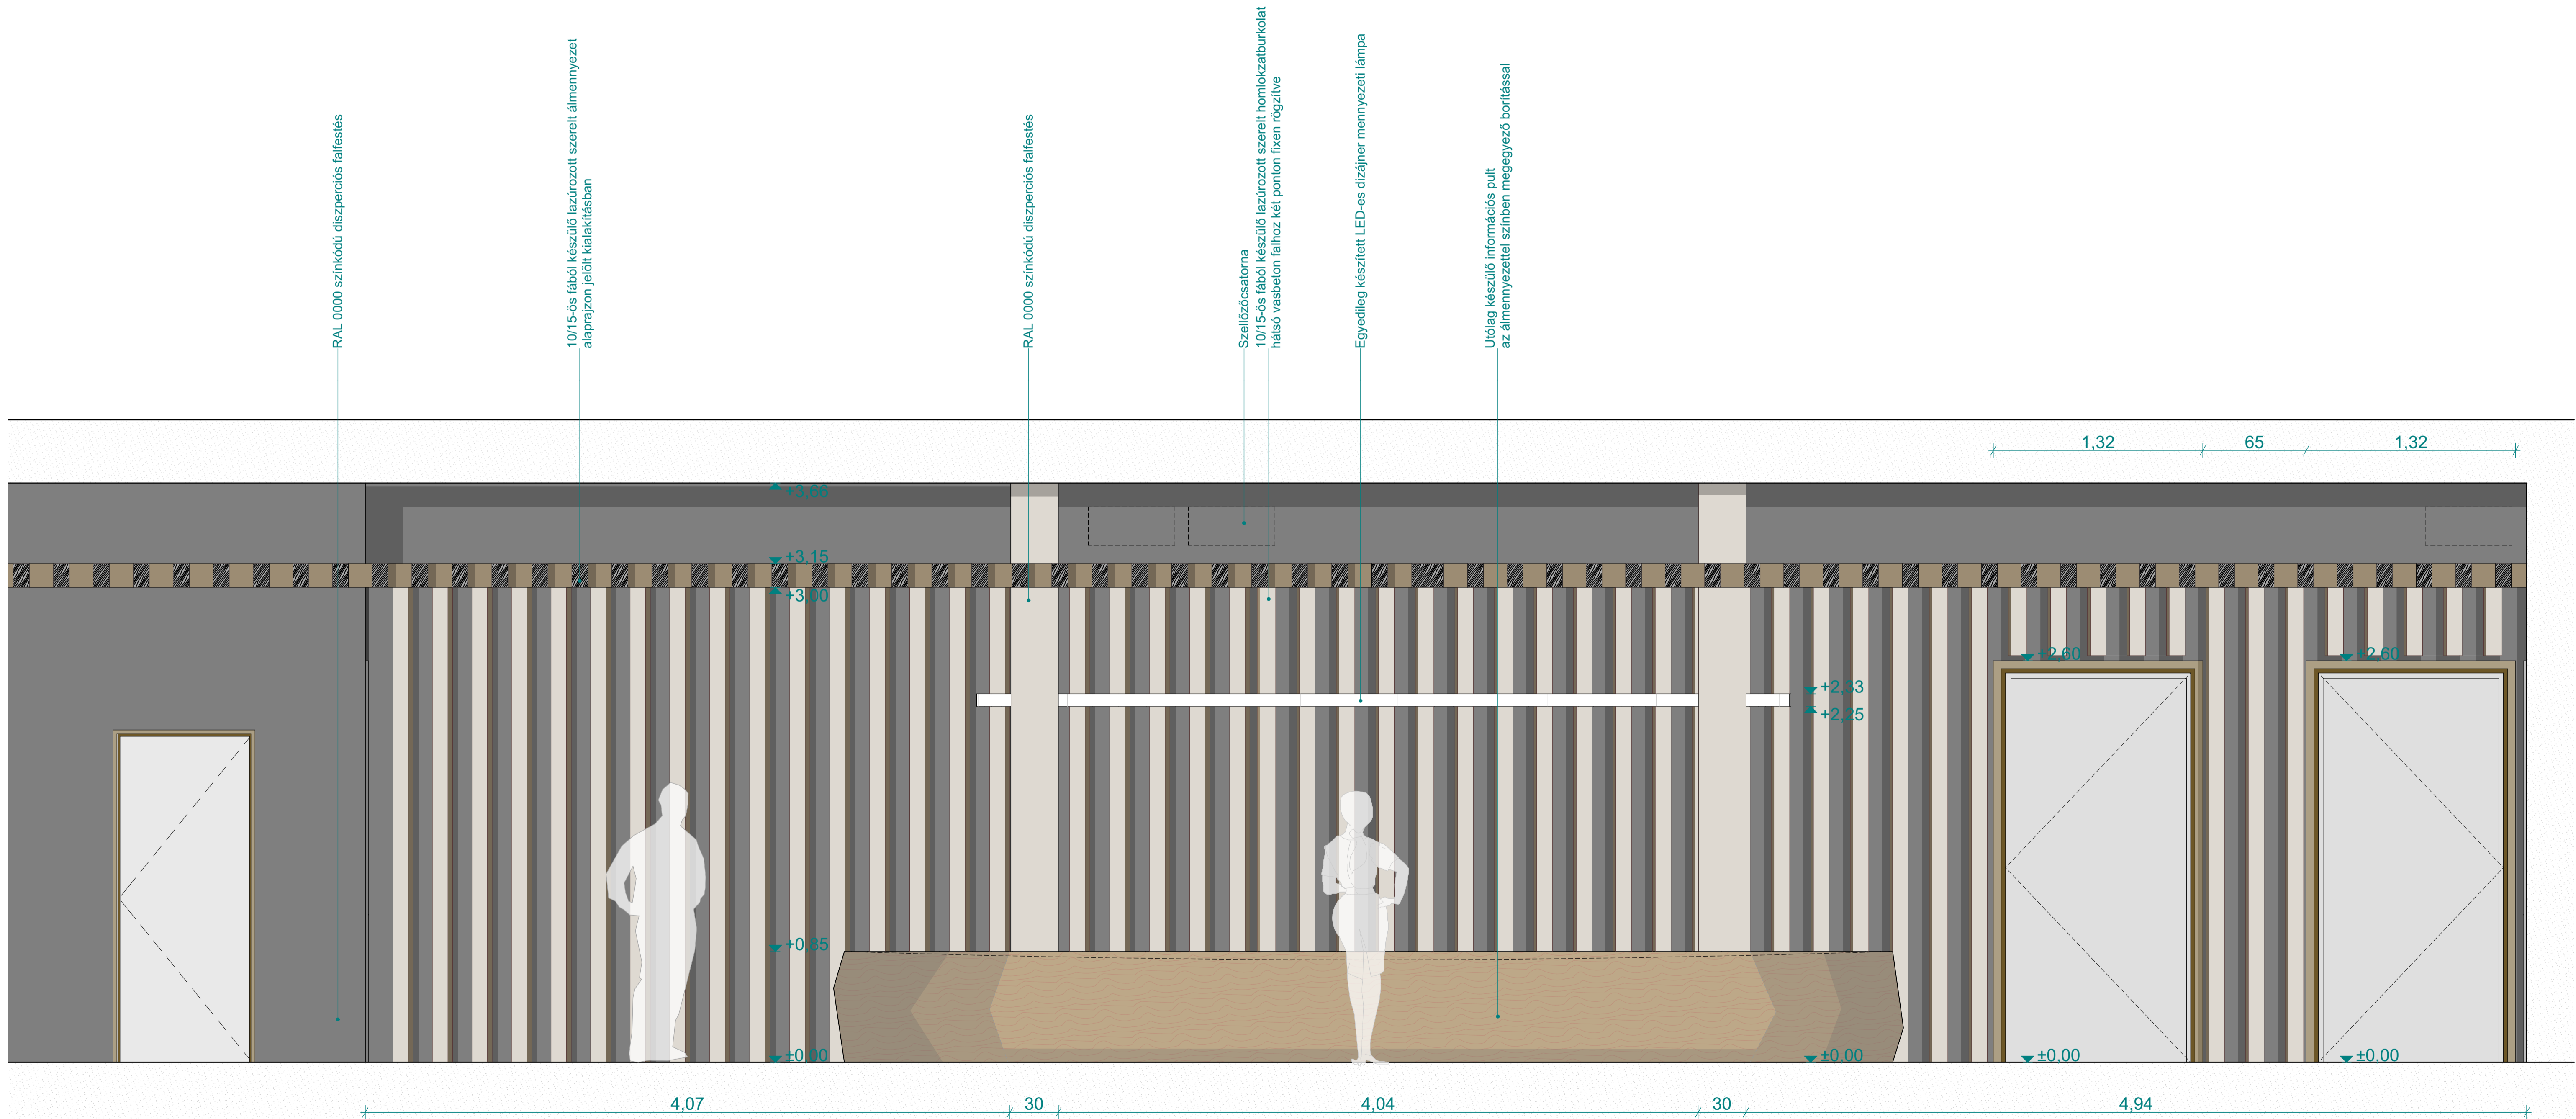 RAL 0000 színkódú diszperciós falfestés
10/15-ös fából készülő lazúrozott szerelt álmennyezet
alaprajzon jelölt kialakításban
RAL 0000 színkódú diszperciós falfestés
Szellőzőcsatorna
10/15-ös fából készülő lazúrozott szerelt homlokzatburkolat
hátsó vasbeton falhoz két ponton fixen rögzítve
Egyedileg készített LED-es dizájner mennyezeti lámpa
Utólag készülő információs pult
az álmennyezettel színben megegyező borítással
1,32
65
1,32
+3,66
+3,15
+3,00
+2,60
+2,60
+2,33
+2,25
+0,85
±0,00
±0,00
±0,00
±0,00
4,07
30
4,04
30
4,94